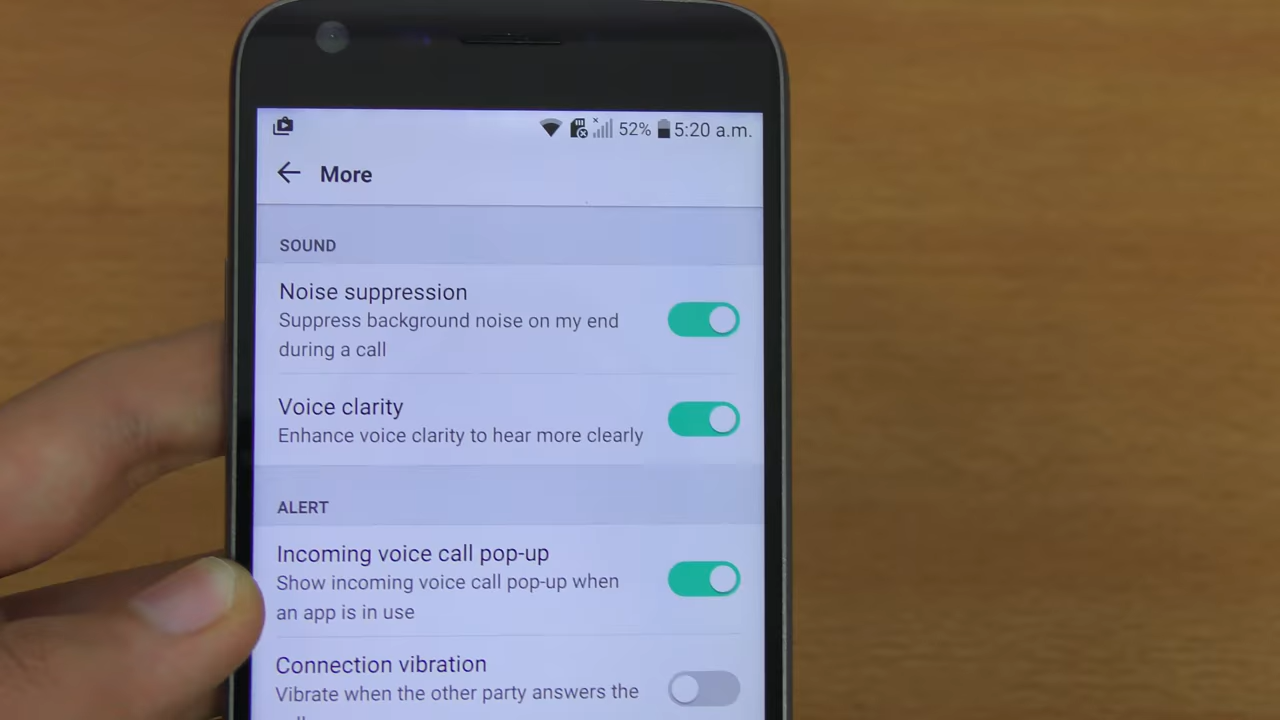 52% 5:20 a.m.
More
SOUND
Noise suppression
Suppress background noise on my end
during a call
Voice clarity
Enhance voice clarity to hear more clearly
ALERT
Incoming voice call pop-up
Show incoming voice call pop-up when
an app is in use
Connection vibration
Vibrate when the other party answers the